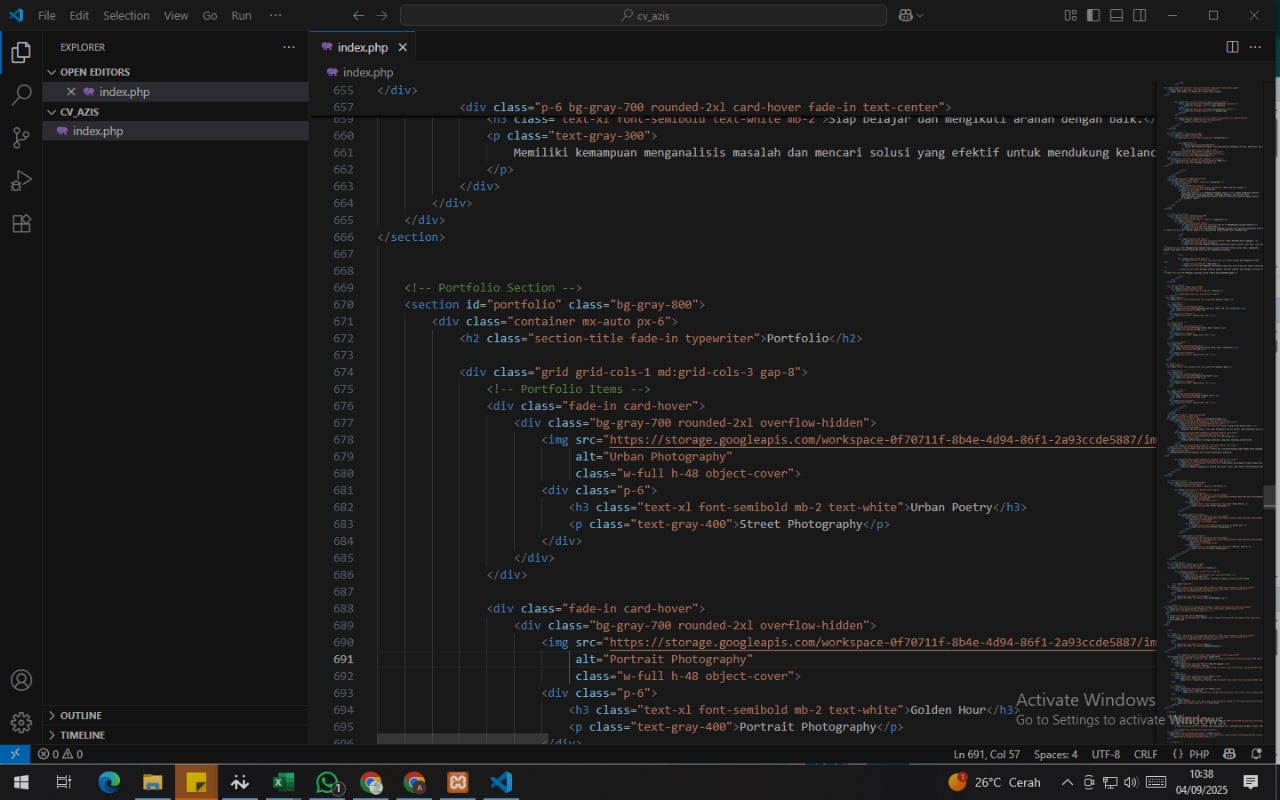 File Edit Selection View Go Run ··· cv_azis
EXPLORER ···
OPEN EDITORS
index.php
CV_AZIS
index.php
OUTLINE
TIMELINE
index.php
index.php
655 </div>
657 <div class="p-6 bg-gray-700 rounded-2xl card-hover fade-in text-center">
659 <h3 class="text-xl font-semibold text-white mb-2">Siap belajar dan mengikuti arahan dengan baik.</
660 <p class="text-gray-300">
661 Memiliki kemampuan menganalisis masalah dan mencari solusi yang efektif untuk mendukung kelanc
662 </p>
663 </div>
664 </div>
665 </div>
666 </section>
667
668
669 <!-- Portfolio Section -->
670 <section id="portfolio" class="bg-gray-800">
671 <div class="container mx-auto px-6">
672 <h2 class="section-title fade-in typewriter">Portfolio</h2>
673
674 <div class="grid grid-cols-1 md:grid-cols-3 gap-8">
675 <!-- Portfolio Items -->
676 <div class="fade-in card-hover">
677 <div class="bg-gray-700 rounded-2xl overflow-hidden">
678 <img src="https://storage.googleapis.com/workspace-0f70711f-8b4e-4d94-86f1-2a93ccde5887/im
679 alt="Urban Photography"
680 class="w-full h-48 object-cover">
681 <div class="p-6">
682 <h3 class="text-xl font-semibold mb-2 text-white">Urban Poetry</h3>
683 <p class="text-gray-400">Street Photography</p>
684 </div>
685 </div>
686 </div>
687
688 <div class="fade-in card-hover">
689 <div class="bg-gray-700 rounded-2xl overflow-hidden">
690 <img src="https://storage.googleapis.com/workspace-0f70711f-8b4e-4d94-86f1-2a93ccde5887/im
691 alt="Portrait Photography"
692 class="w-full h-48 object-cover">
693 <div class="p-6">
694 <h3 class="text-xl font-semibold mb-2 text-white">Golden Hour</h3>
695 <p class="text-gray-400">Portrait Photography</p>
696 </div>
Activate Windows
Go to Settings to activate Windows.
0 0 Ln 691, Col 57 Spaces: 4 UTF-8 CRLF {} PHP
1 1 26°C Cerah 10:38
04/09/2025